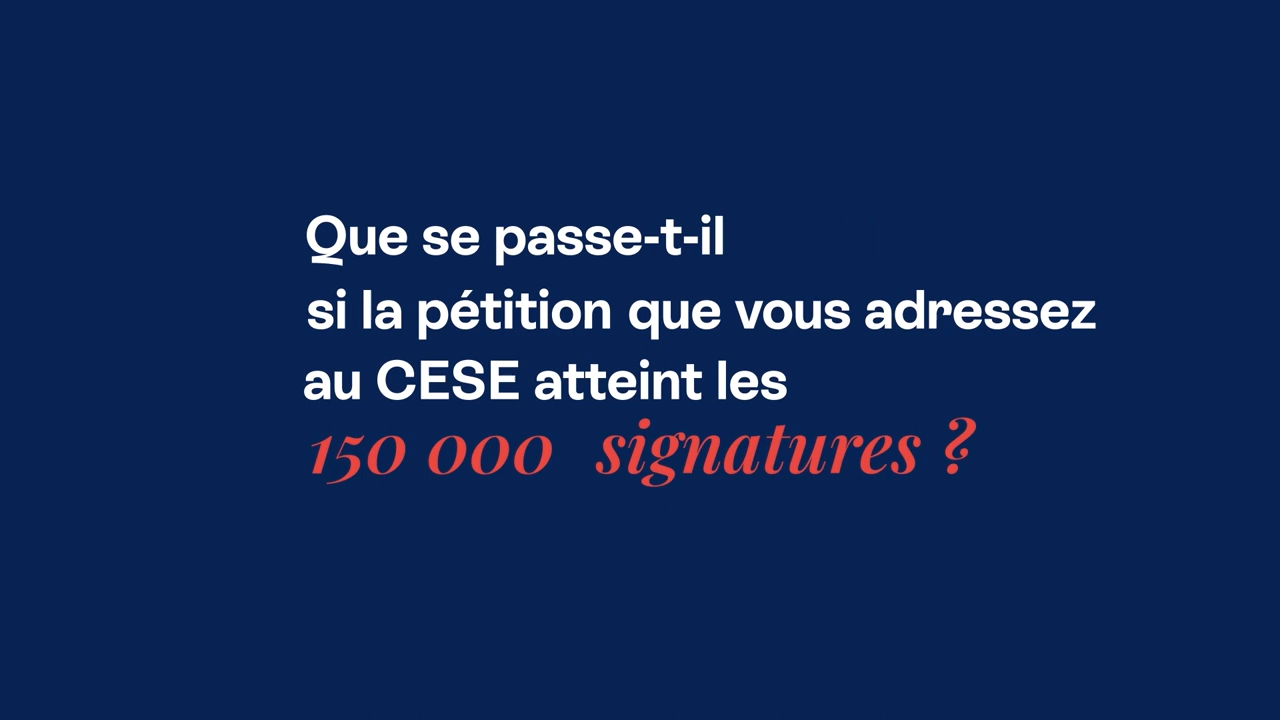 Que se passe-t-il
si la pétition que vous adressez
au CESE atteint les
150 000 signatures ?